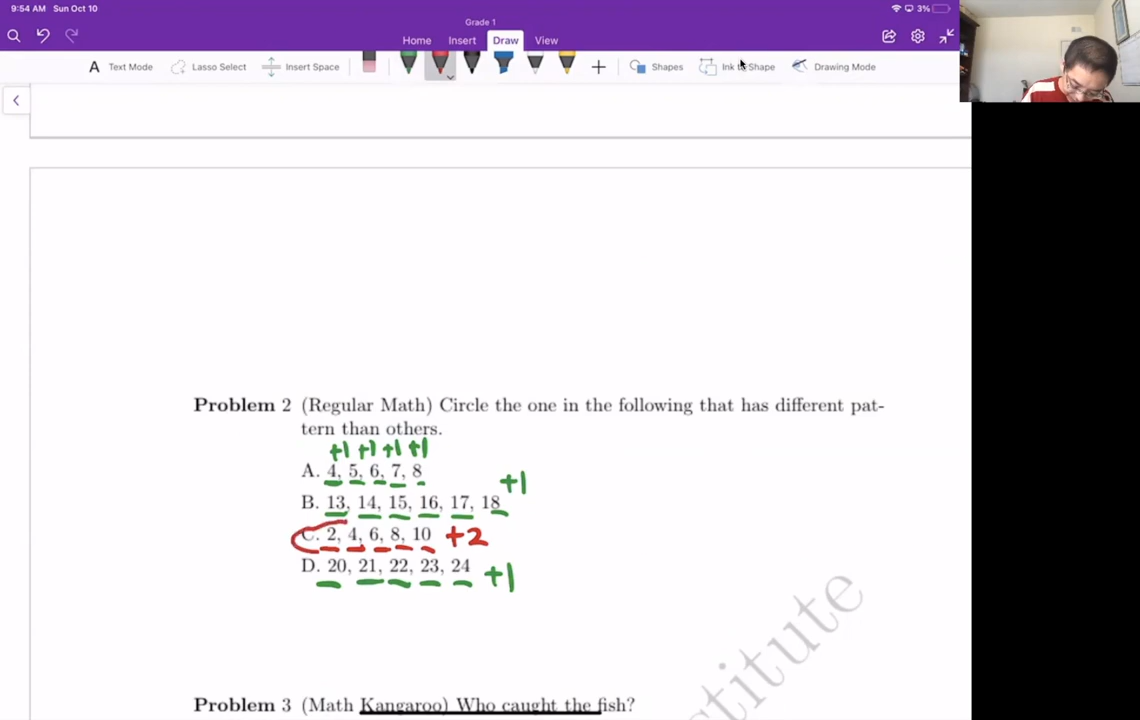 9:54 AM Sun Oct 10
3%
Grade 1
Home Insert Draw View
Text Mode Lasso Select Insert Space Shapes Ink to Shape Drawing Mode
Problem 2 (Regular Math) Circle the one in the following that has different pat-
tern than others.
+1 +1 +1 +1
A. 4, 5, 6, 7, 8
+1
B. 13, 14, 15, 16, 17, 18
C. 2, 4, 6, 8, 10 +2
D. 20, 21, 22, 23, 24 +1
stitute
Problem 3 (Math Kangaroo) Who caught the fish?